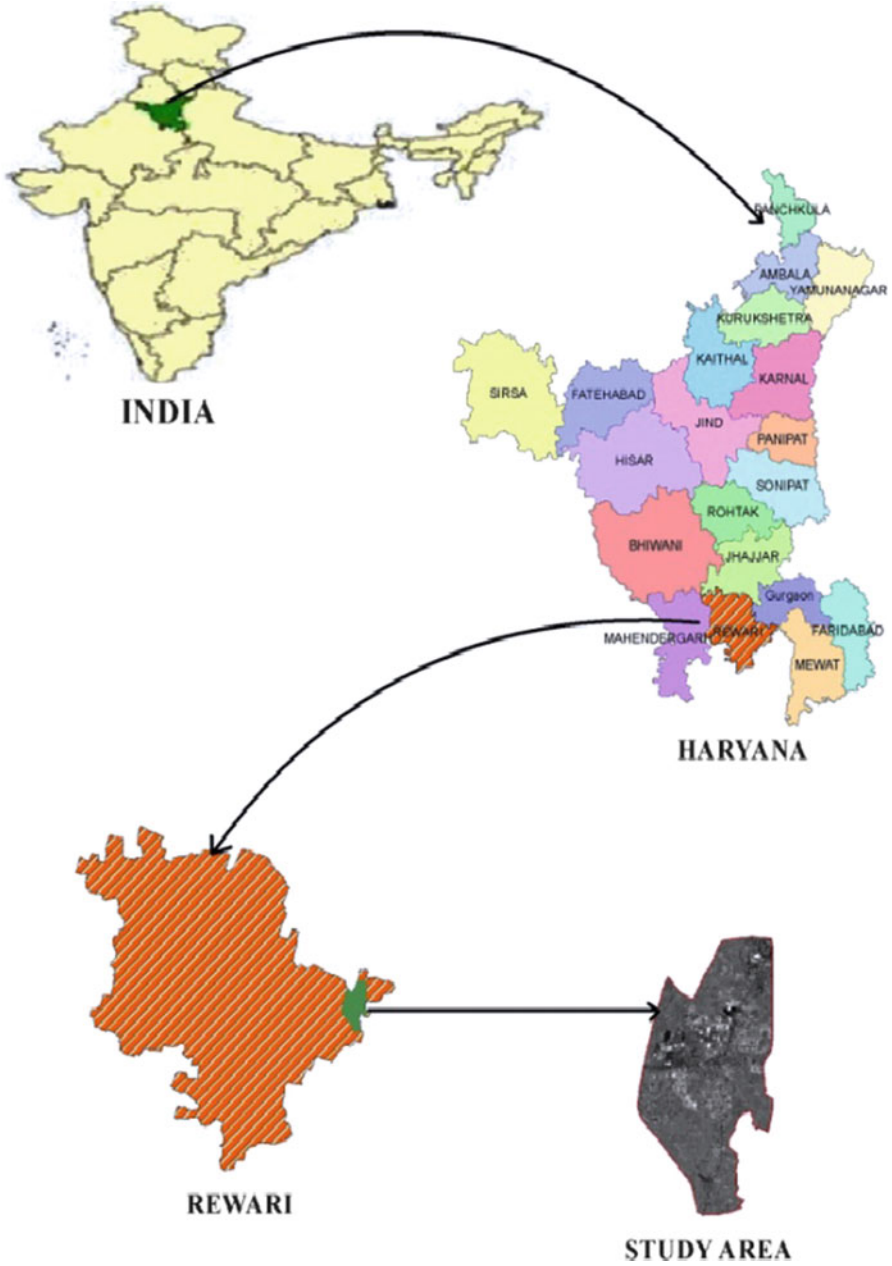 INDIA
PANCHKULA
AMBALA
YAMUNANAGAR
KURUKSHETRA
KAITHAL
KARNAL
SIRSA
FATEHABAD
JIND
PANIPAT
HISAR
SONIPAT
ROHTAK
BHIWANI
JHAJJAR
Gurgaon
MAHENDERGARH
REWARI
FARIDABAD
MEWAT
HARYANA
REWARI
STUDY AREA